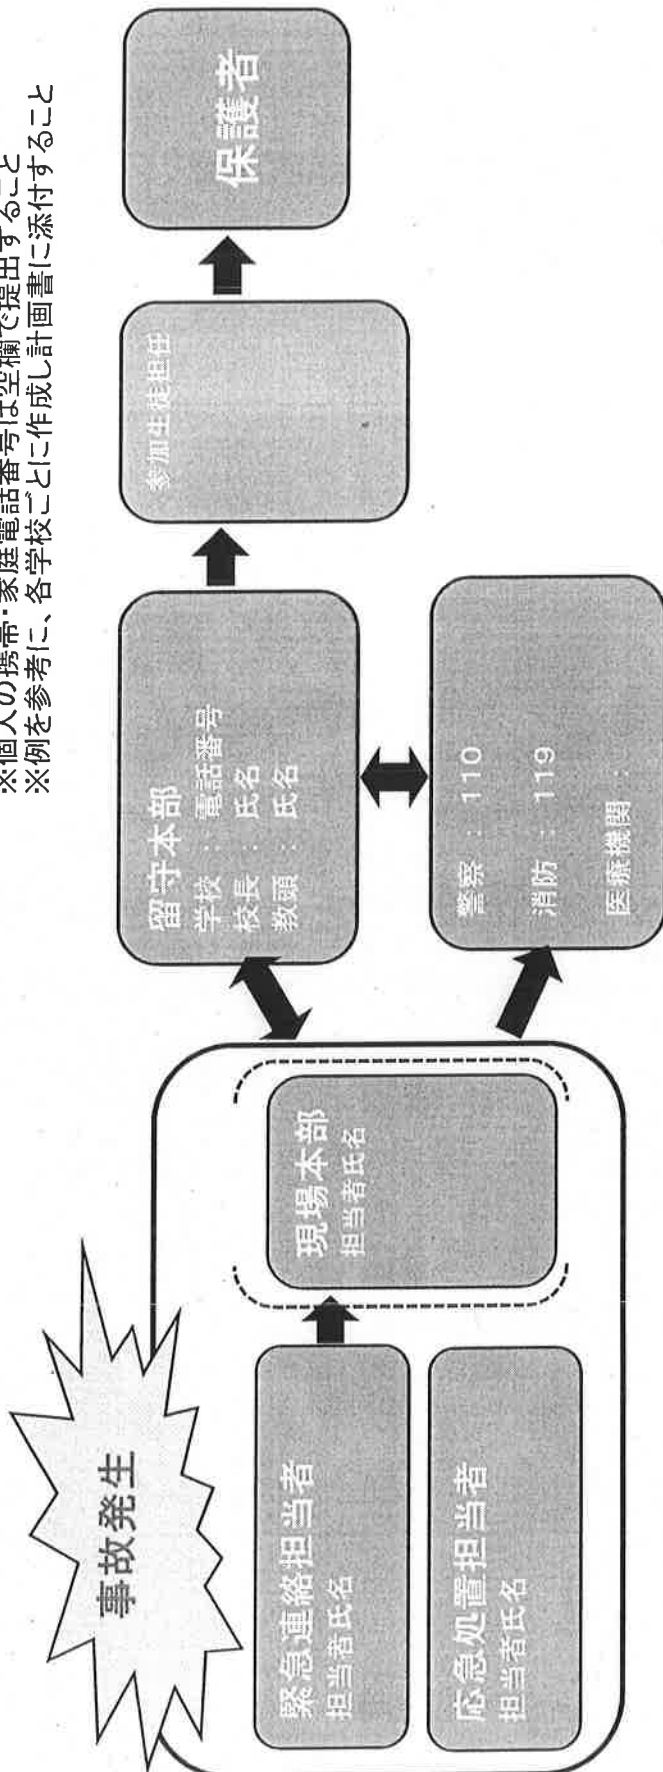 ※個人の携帯・家庭電話番号は空欄で提出すること
※例を参考に、各学校ごとに作成し計画書に添付すること
事故発生
緊急連絡担当者
担当者氏名
応急処置担当者
担当者氏名
現場本部
担当者氏名
留守本部
学校：電話番号
校長：氏名
教頭：氏名
警察：110
消防：119
医療機関：
参加生徒担任
保護者